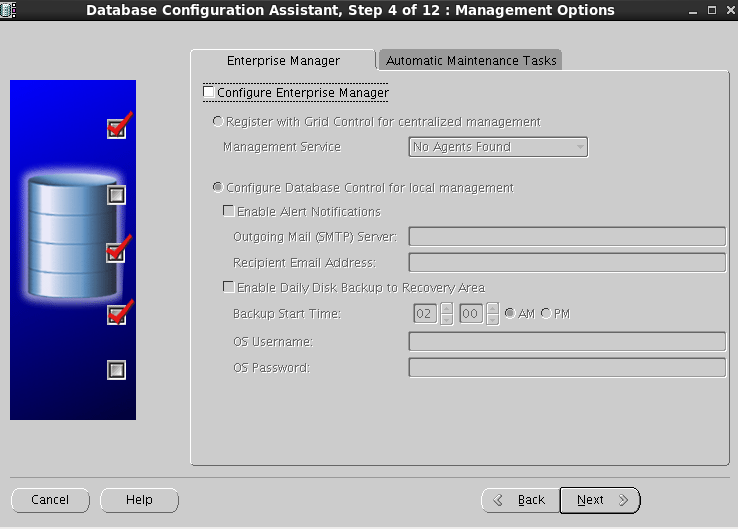 Database Configuration Assistant, Step 4 of 12 : Management Options
Enterprise Manager
Automatic Maintenance Tasks
Configure Enterprise Manager
Register with Grid Control for centralized management
Management Service
No Agents Found
Configure Database Control for local management
Enable Alert Notifications
Outgoing Mail (SMTP) Server:
Recipient Email Address:
Enable Daily Disk Backup to Recovery Area
Backup Start Time:
02
00
AM
PM
OS Username:
OS Password:
Cancel
Help
Back
Next